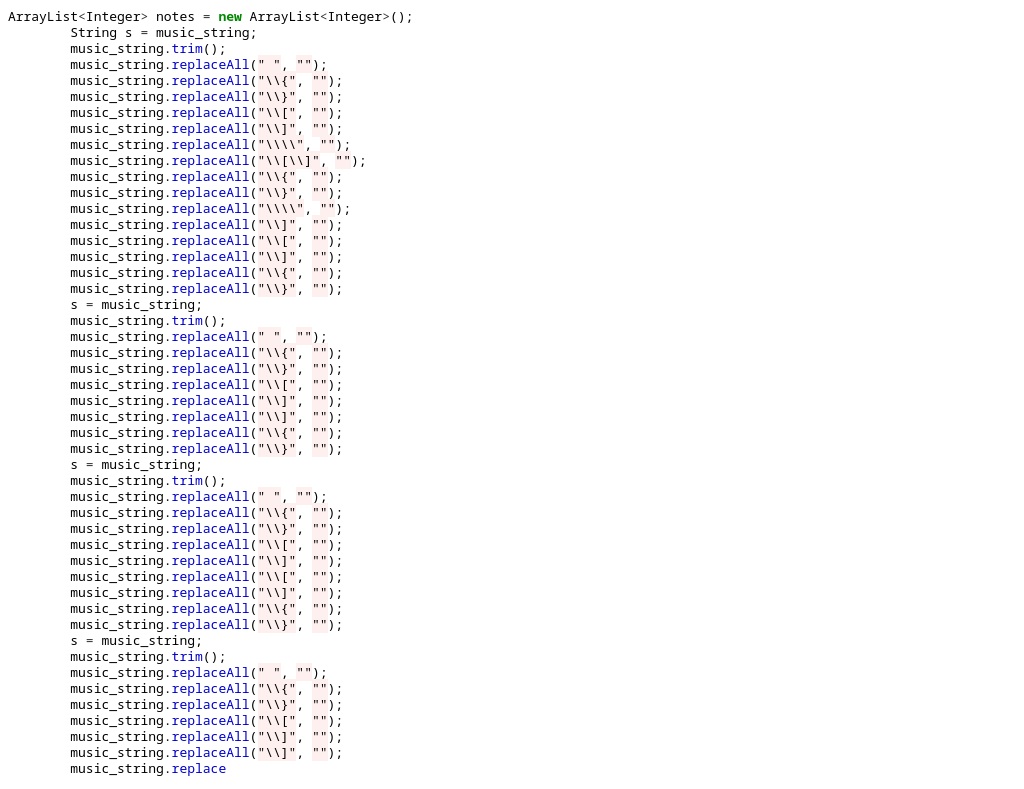 ArrayList<Integer> notes = new ArrayList<Integer>();
        String s = music_string;
        music_string.trim();
        music_string.replaceAll(" ", "");
        music_string.replaceAll("\\{", "");
        music_string.replaceAll("\\}", "");
        music_string.replaceAll("\\[", "");
        music_string.replaceAll("\\]", "");
        music_string.replaceAll("\\\\", "");
        music_string.replaceAll("\\[\\]", "");
        music_string.replaceAll("\\{", "");
        music_string.replaceAll("\\}", "");
        music_string.replaceAll("\\\\", "");
        music_string.replaceAll("\\]", "");
        music_string.replaceAll("\\[", "");
        music_string.replaceAll("\\]", "");
        music_string.replaceAll("\\{", "");
        music_string.replaceAll("\\}", "");
        s = music_string;
        music_string.trim();
        music_string.replaceAll(" ", "");
        music_string.replaceAll("\\{", "");
        music_string.replaceAll("\\}", "");
        music_string.replaceAll("\\[", "");
        music_string.replaceAll("\\]", "");
        music_string.replaceAll("\\]", "");
        music_string.replaceAll("\\{", "");
        music_string.replaceAll("\\}", "");
        s = music_string;
        music_string.trim();
        music_string.replaceAll(" ", "");
        music_string.replaceAll("\\{", "");
        music_string.replaceAll("\\}", "");
        music_string.replaceAll("\\[", "");
        music_string.replaceAll("\\]", "");
        music_string.replaceAll("\\[", "");
        music_string.replaceAll("\\]", "");
        music_string.replaceAll("\\{", "");
        music_string.replaceAll("\\}", "");
        s = music_string;
        music_string.trim();
        music_string.replaceAll(" ", "");
        music_string.replaceAll("\\{", "");
        music_string.replaceAll("\\}", "");
        music_string.replaceAll("\\[", "");
        music_string.replaceAll("\\]", "");
        music_string.replaceAll("\\]", "");
        music_string.replace